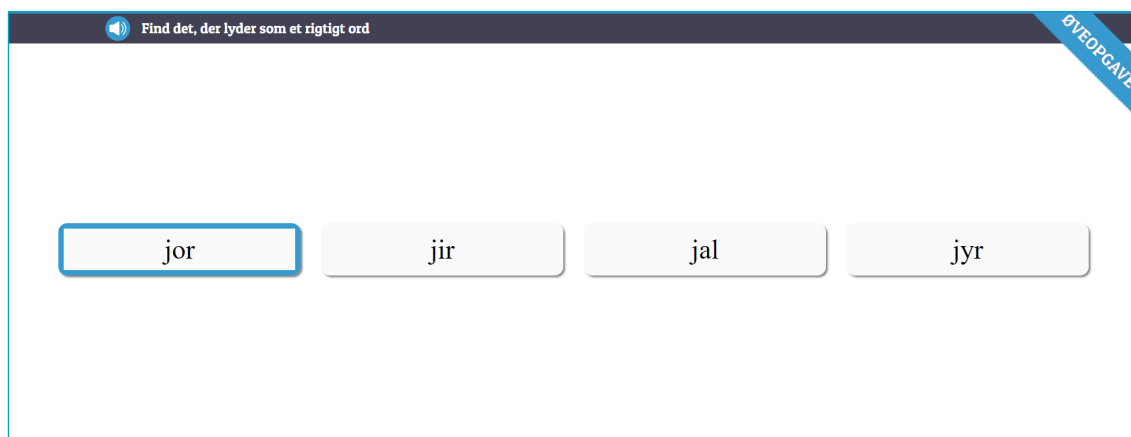 Find det, der lyder som et rigtigt ord
ØVEOPGAVE
jor
jir
jal
jyr